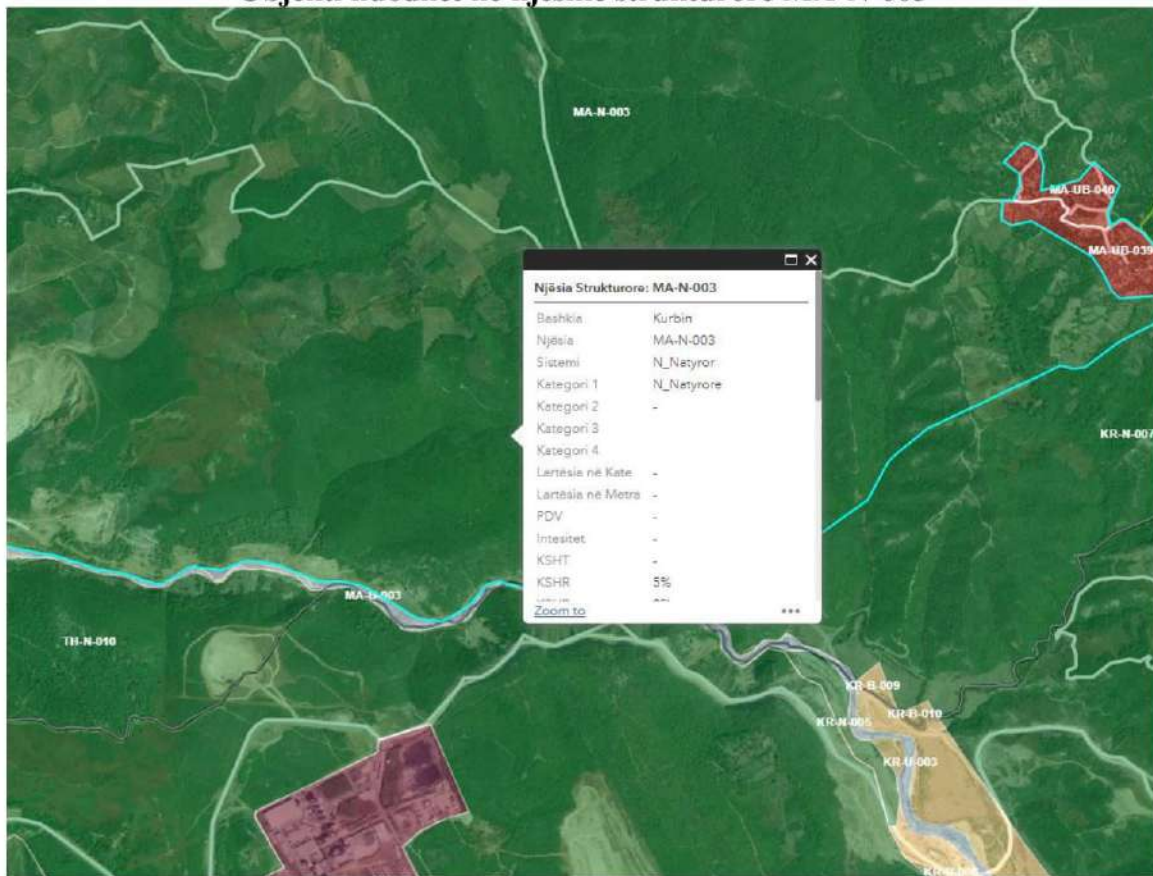 MA-N-003
MA-UB-040
MA-UB-039
Njësia Strukturore: MA-N-003
Bashkia Kurbin
Njësia MA-N-003
Sistemi N_Natyror
Kategori 1 N_Natyrore
Kategori 2 -
Kategori 3
Kategori 4
Lartësia në Kate -
Lartësia në Metra -
PDV -
Intesitet -
KSHT -
KSHR 5%
Zoom to
KR-N-007
MA-U-003
TH-N-010
KR-B-009
KR-B-010
KR-N-005
KR-U-003